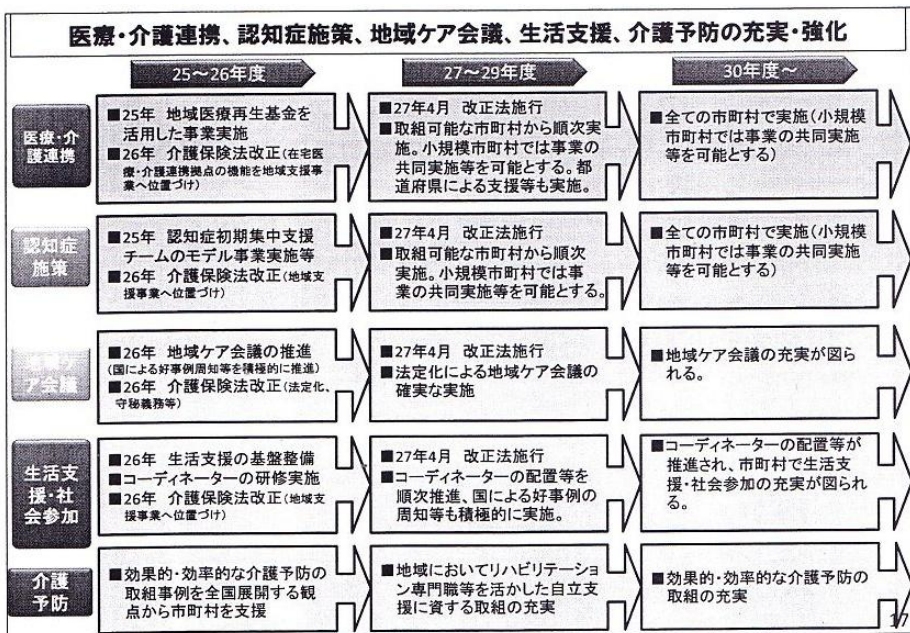 医療・介護連携、認知症施策、地域ケア会議、生活支援、介護予防の充実・強化
25～26年度
27～29年度
30年度～
医療・介
護連携
■25年 地域医療再生基金を
活用した事業実施
■26年 介護保険法改正(在宅医
療・介護連携拠点の機能を地域支援事
業へ位置づけ)
■27年4月 改正法施行
■取組可能な市町村から順次実
施。小規模市町村では事業の
共同実施等を可能とする。都
道府県による支援等も実施。
■全ての市町村で実施(小規模
市町村では事業の共同実施
等を可能とする)
認知症
施策
■25年 認知症初期集中支援
チームのモデル事業実施等
■26年 介護保険法改正(地域支
援事業へ位置づけ)
■27年4月 改正法施行
■取組可能な市町村から順次
実施。小規模市町村では事
業の共同実施等を可能とする。
■全ての市町村で実施(小規模
市町村では事業の共同実施
等を可能とする)
地域ケ
ア会議
■26年 地域ケア会議の推進
(国による好事例周知等を積極的に推進)
■26年 介護保険法改正(法定化、
守秘義務等)
■27年4月 改正法施行
■法定化による地域ケア会議の
確実な実施
■地域ケア会議の充実が図ら
れる。
生活支
援・社
会参加
■26年 生活支援の基盤整備
■コーディネーターの研修実施
■26年 介護保険法改正(地域支
援事業へ位置づけ)
■27年4月 改正法施行
■コーディネーターの配置等を
順次推進、国による好事例の
周知等も積極的に実施。
■コーディネーターの配置等が
推進され、市町村で生活支
援・社会参加の充実が図られ
る。
介護
予防
■効果的・効率的な介護予防の
取組事例を全国展開する観
点から市町村を支援
■地域においてリハビリテーショ
ン専門職等を活かした自立支
援に資する取組の充実
■効果的・効率的な介護予防の
取組の充実
17